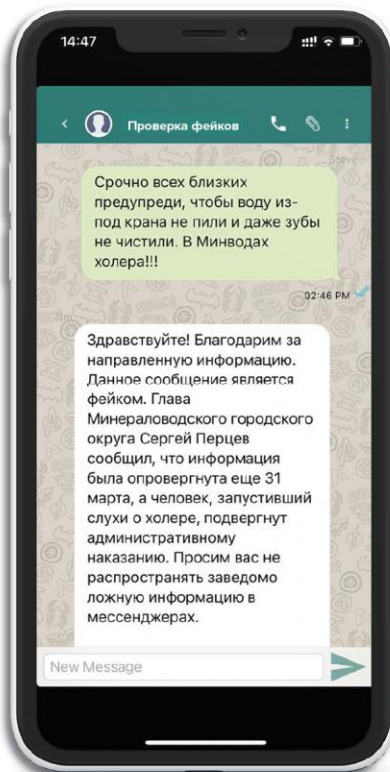 14:47
Проверка фейков
Steve
Срочно всех близких
предупреди, чтобы воду из-
под крана не пили и даже зубы
не чистили. В Минводах
холера!!!
02:46 PM
Tim
Здравствуйте! Благодарим за
направленную информацию.
Данное сообщение является
фейком. Глава
Минераловодского городского
округа Сергей Перцев
сообщил, что информация
была опровергнута еще 31
марта, а человек, запустивший
слухи о холере, подвергнут
административному
наказанию. Просим вас не
распространять заведомо
ложную информацию в
мессенджерах.
New Message